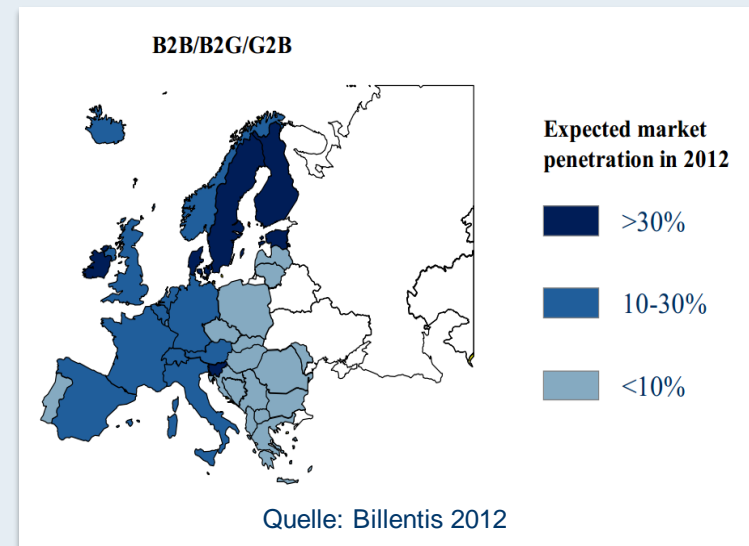 B2B/B2G/G2B
Expected market
penetration in 2012
>30%
10-30%
<10%
Quelle: Billentis 2012